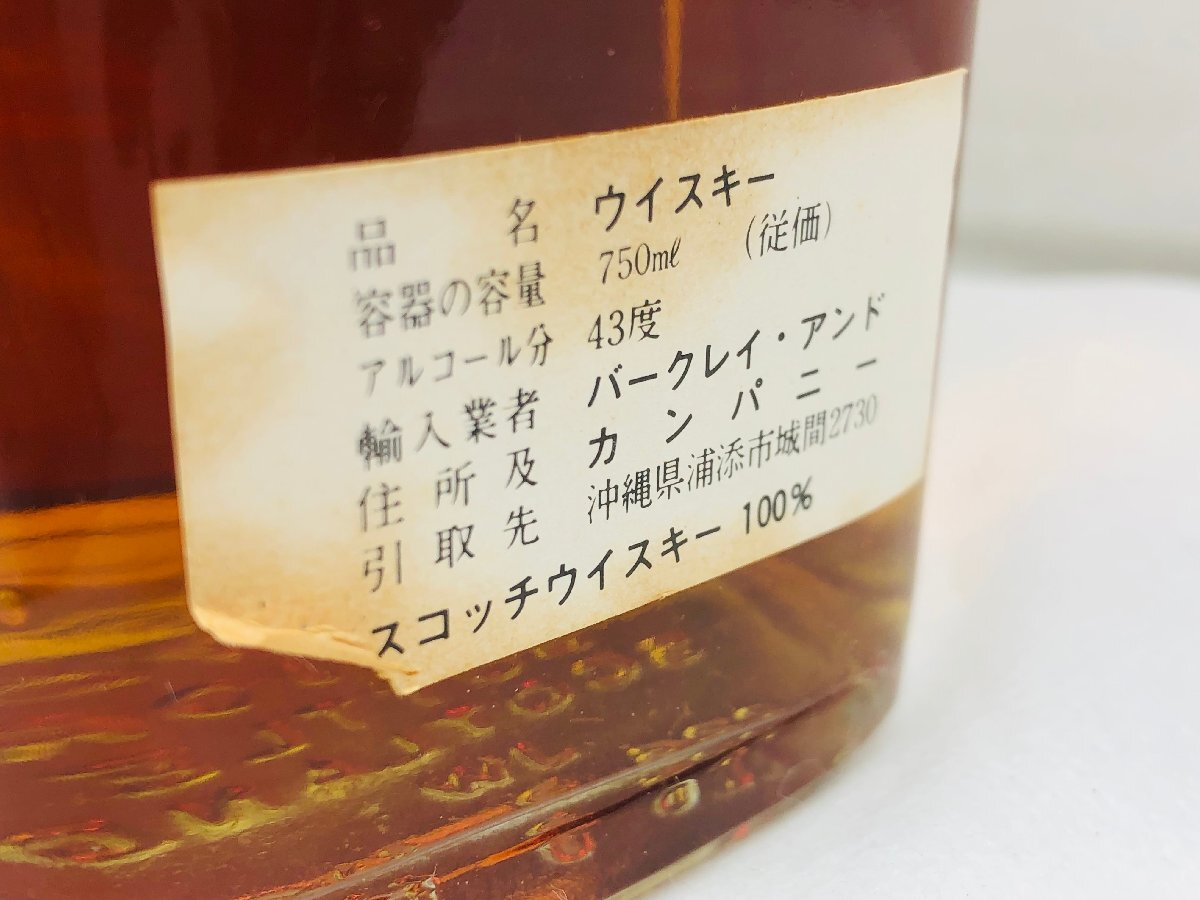 品名 ウイスキー
容器の容量 750mℓ (従価)
アルコール分 43度
輸入業者 バークレイ・アンド
住所及 カンパニー
引取先 沖縄県浦添市城間2730
スコッチウイスキー 100%